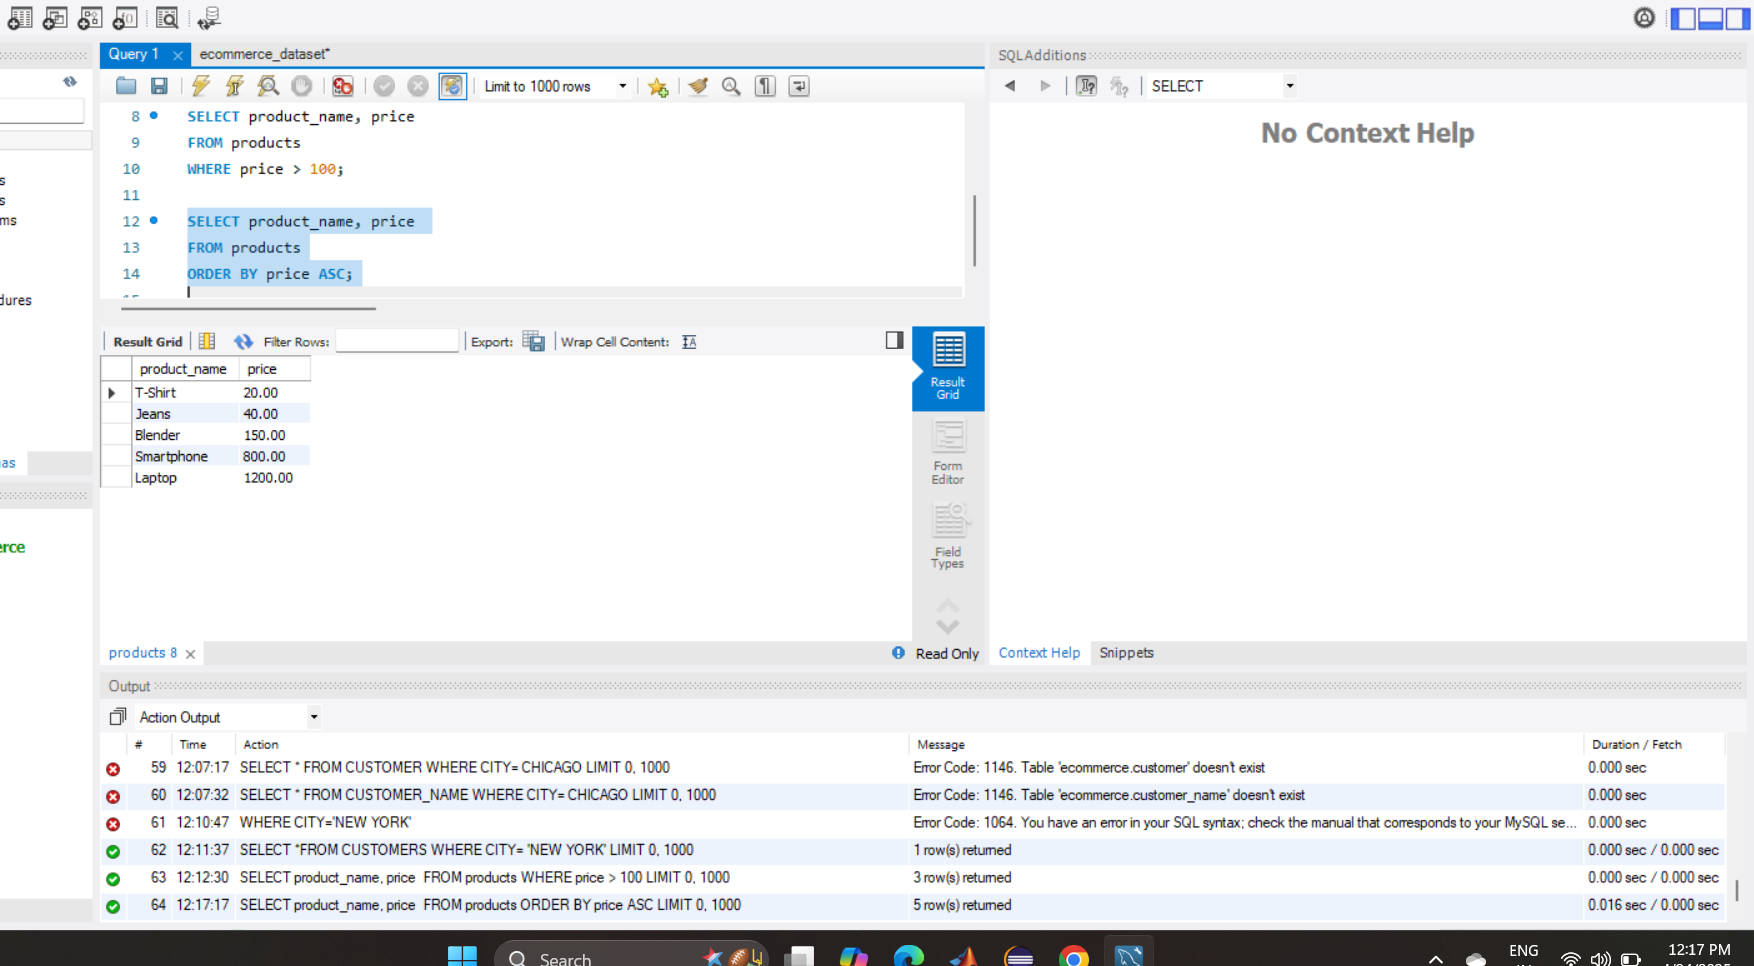 Query 1
ecommerce_dataset*
SQLAdditions
Limit to 1000 rows
SELECT
8 SELECT product_name, price
9 FROM products
10 WHERE price > 100;
11
12 SELECT product_name, price
13 FROM products
14 ORDER BY price ASC;
No Context Help
s
s
ms
dures
as
erce
Result Grid Filter Rows: Export: Wrap Cell Content:
product_name price
T-Shirt 20.00
Jeans 40.00
Blender 150.00
Smartphone 800.00
Laptop 1200.00
Result
Grid
Form
Editor
Field
Types
products 8
Read Only
Context Help
Snippets
Output
Action Output
# Time Action Message Duration / Fetch
59 12:07:17 SELECT * FROM CUSTOMER WHERE CITY= CHICAGO LIMIT 0, 1000 Error Code: 1146. Table 'ecommerce.customer' doesn't exist 0.000 sec
60 12:07:32 SELECT * FROM CUSTOMER_NAME WHERE CITY= CHICAGO LIMIT 0, 1000 Error Code: 1146. Table 'ecommerce.customer_name' doesn't exist 0.000 sec
61 12:10:47 WHERE CITY='NEW YORK' Error Code: 1064. You have an error in your SQL syntax; check the manual that corresponds to your MySQL se... 0.000 sec
62 12:11:37 SELECT *FROM CUSTOMERS WHERE CITY= 'NEW YORK' LIMIT 0, 1000 1 row(s) returned 0.000 sec / 0.000 sec
63 12:12:30 SELECT product_name, price FROM products WHERE price > 100 LIMIT 0, 1000 3 row(s) returned 0.000 sec / 0.000 sec
64 12:17:17 SELECT product_name, price FROM products ORDER BY price ASC LIMIT 0, 1000 5 row(s) returned 0.016 sec / 0.000 sec
Search
ENG
12:17 PM